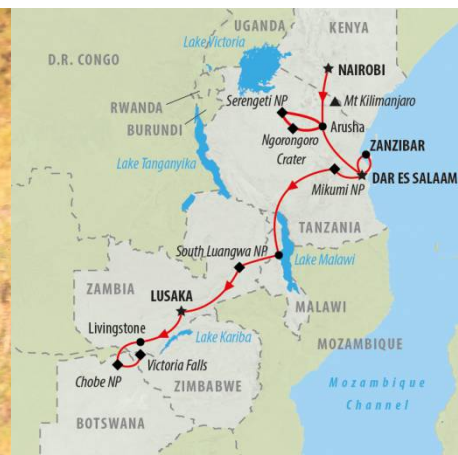 UGANDA
KENYA
Lake Victoria
D.R. CONGO
NAIROBI
Serengeti NP
Mt Kilimanjaro
RWANDA
Arusha
BURUNDI
Ngorongoro
Crater
ZANZIBAR
Lake Tanganyika
DAR ES SALAAM
Mikumi NP
TANZANIA
South Luangwa NP
Lake Malawi
ZAMBIA
LUSAKA
MALAWI
Livingstone
Lake Kariba
MOZAMBIQUE
Victoria Falls
Chobe NP
ZIMBABWE
Mozambique
Channel
BOTSWANA